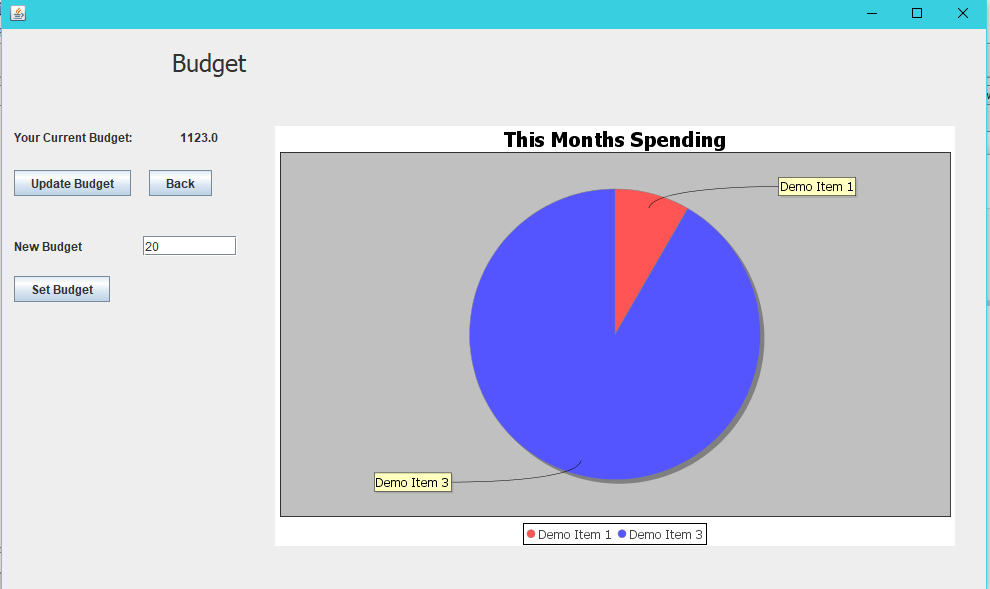 Budget
Your Current Budget: 1123.0
Update Budget Back
New Budget 20
Set Budget
This Months Spending
Demo Item 1
Demo Item 3
Demo Item 1 Demo Item 3